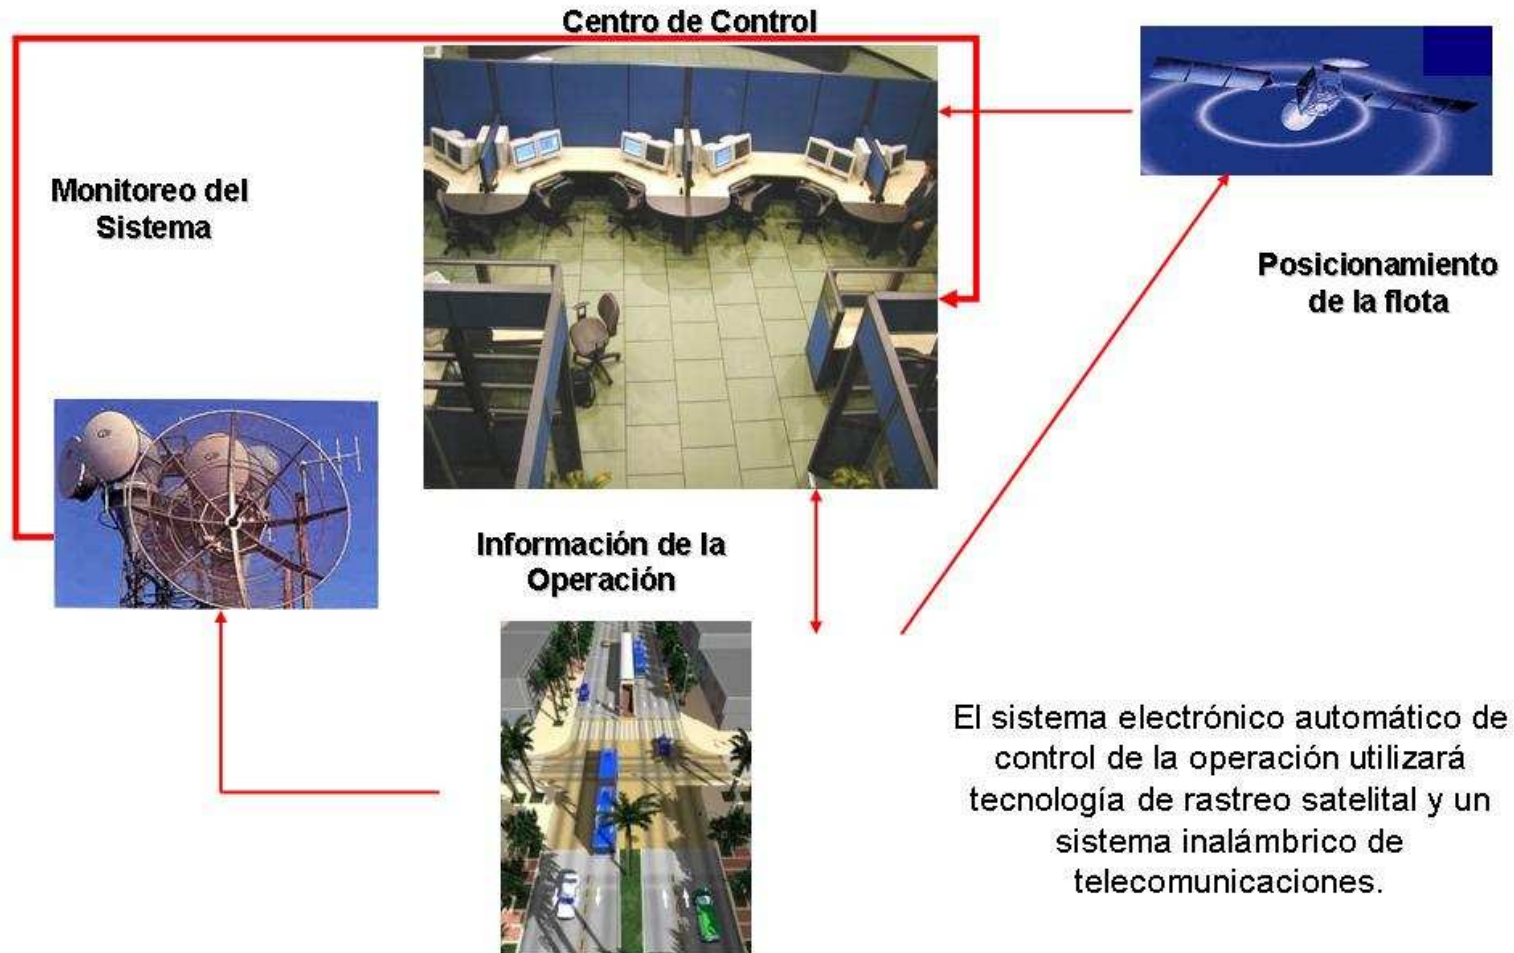 Centro de Control
Monitoreo del
Sistema
Posicionamiento
de la flota
Información de la
Operación
El sistema electrónico automático de
control de la operación utilizará
tecnología de rastreo satelital y un
sistema inalámbrico de
telecomunicaciones.